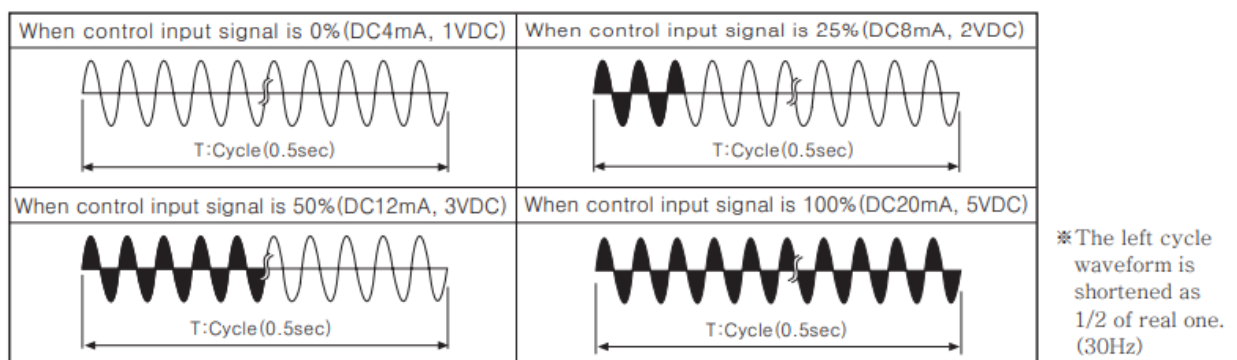 When control input signal is 0%(DC4mA, 1VDC)
When control input signal is 25%(DC8mA, 2VDC)
T:Cycle(0.5sec)
T:Cycle(0.5sec)
When control input signal is 50%(DC12mA, 3VDC)
When control input signal is 100%(DC20mA, 5VDC)
T:Cycle(0.5sec)
T:Cycle(0.5sec)
※The left cycle
waveform is
shortened as
1/2 of real one.
(30Hz)